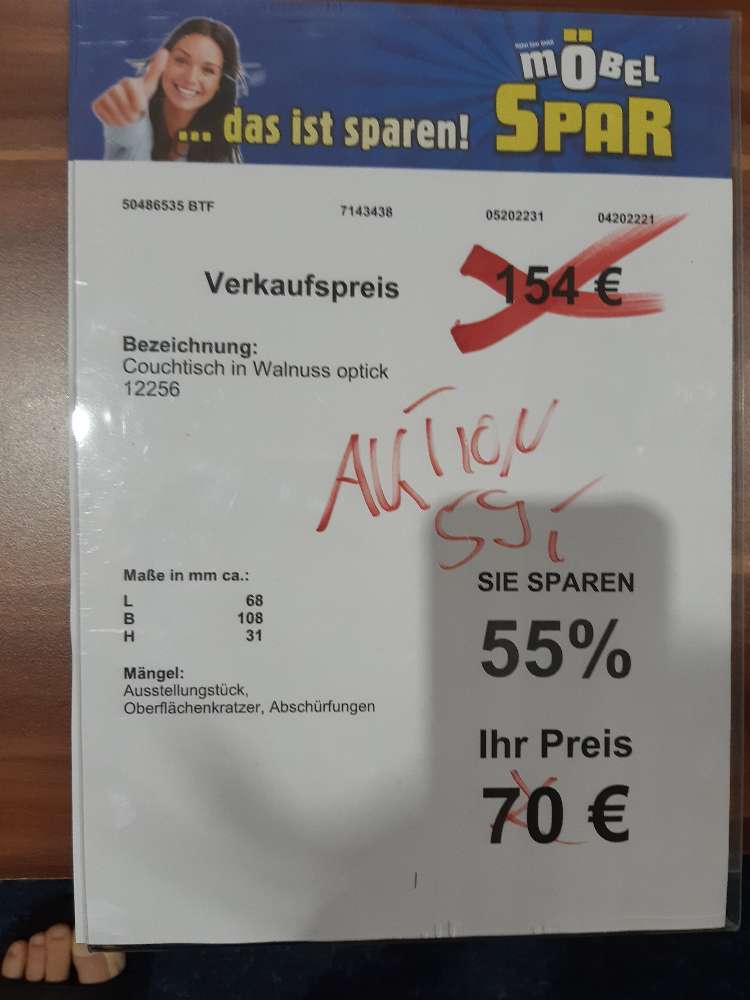 MÖBEL
... das ist sparen! SPAR
50486535 BTF 7143438 05202231 04202221
Verkaufspreis 154 €
Bezeichnung:
Couchtisch in Walnuss optick
12256
AKTION
59,-
Maße in mm ca.:
L 68
B 108
H 31
Mängel:
Ausstellungstück,
Oberflächenkratzer, Abschürfungen
SIE SPAREN
55%
Ihr Preis
70 €